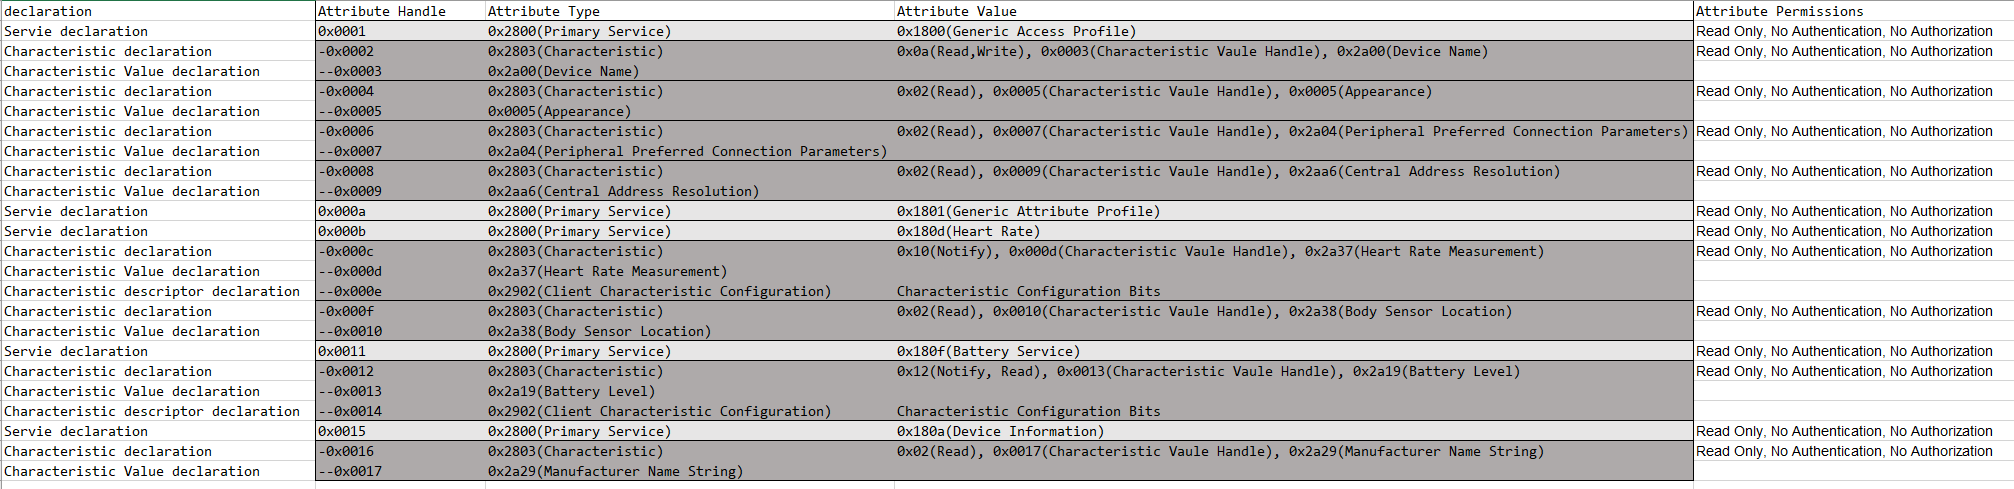 declaration Attribute Handle Attribute Type Attribute Value Attribute Permissions
Servie declaration 0x0001 0x2800(Primary Service) 0x1800(Generic Access Profile) Read Only, No Authentication, No Authorization
Characteristic declaration -0x0002 0x2803(Characteristic) 0x0a(Read,Write), 0x0003(Characteristic Vaule Handle), 0x2a00(Device Name) Read Only, No Authentication, No Authorization
Characteristic Value declaration --0x0003 0x2a00(Device Name)
Characteristic declaration -0x0004 0x2803(Characteristic) 0x02(Read), 0x0005(Characteristic Vaule Handle), 0x0005(Appearance) Read Only, No Authentication, No Authorization
Characteristic Value declaration --0x0005 0x0005(Appearance)
Characteristic declaration -0x0006 0x2803(Characteristic) 0x02(Read), 0x0007(Characteristic Vaule Handle), 0x2a04(Peripheral Preferred Connection Parameters) Read Only, No Authentication, No Authorization
Characteristic Value declaration --0x0007 0x2a04(Peripheral Preferred Connection Parameters)
Characteristic declaration -0x0008 0x2803(Characteristic) 0x02(Read), 0x0009(Characteristic Vaule Handle), 0x2aa6(Central Address Resolution) Read Only, No Authentication, No Authorization
Characteristic Value declaration --0x0009 0x2aa6(Central Address Resolution)
Servie declaration 0x000a 0x2800(Primary Service) 0x1801(Generic Attribute Profile) Read Only, No Authentication, No Authorization
Servie declaration 0x000b 0x2800(Primary Service) 0x180d(Heart Rate) Read Only, No Authentication, No Authorization
Characteristic declaration -0x000c 0x2803(Characteristic) 0x10(Notify), 0x000d(Characteristic Vaule Handle), 0x2a37(Heart Rate Measurement) Read Only, No Authentication, No Authorization
Characteristic Value declaration --0x000d 0x2a37(Heart Rate Measurement)
Characteristic descriptor declaration --0x000e 0x2902(Client Characteristic Configuration) Characteristic Configuration Bits
Characteristic declaration -0x000f 0x2803(Characteristic) 0x02(Read), 0x0010(Characteristic Vaule Handle), 0x2a38(Body Sensor Location) Read Only, No Authentication, No Authorization
Characteristic Value declaration --0x0010 0x2a38(Body Sensor Location)
Servie declaration 0x0011 0x2800(Primary Service) 0x180f(Battery Service) Read Only, No Authentication, No Authorization
Characteristic declaration -0x0012 0x2803(Characteristic) 0x12(Notify, Read), 0x0013(Characteristic Vaule Handle), 0x2a19(Battery Level) Read Only, No Authentication, No Authorization
Characteristic Value declaration --0x0013 0x2a19(Battery Level)
Characteristic descriptor declaration --0x0014 0x2902(Client Characteristic Configuration) Characteristic Configuration Bits
Servie declaration 0x0015 0x2800(Primary Service) 0x180a(Device Information) Read Only, No Authentication, No Authorization
Characteristic declaration -0x0016 0x2803(Characteristic) 0x02(Read), 0x0017(Characteristic Vaule Handle), 0x2a29(Manufacturer Name String) Read Only, No Authentication, No Authorization
Characteristic Value declaration --0x0017 0x2a29(Manufacturer Name String)